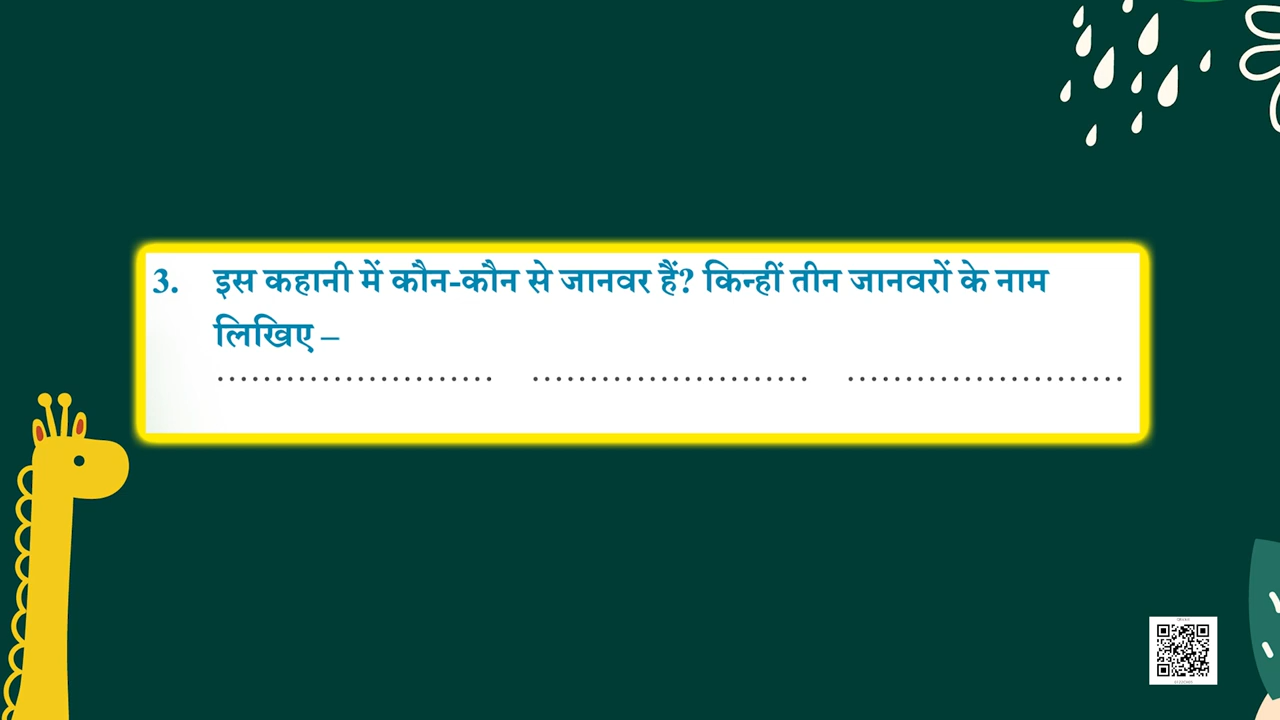 3. इस कहानी में कौन-कौन से जानवर हैं? किन्हीं तीन जानवरों के नाम
लिखिए –
........................ ........................ ........................